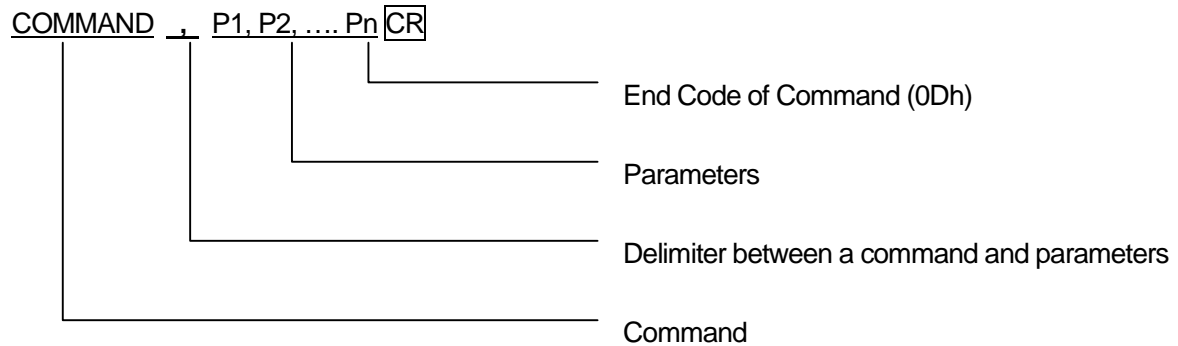 COMMAND , P1, P2, …. Pn CR
End Code of Command (0Dh)
Parameters
Delimiter between a command and parameters
Command